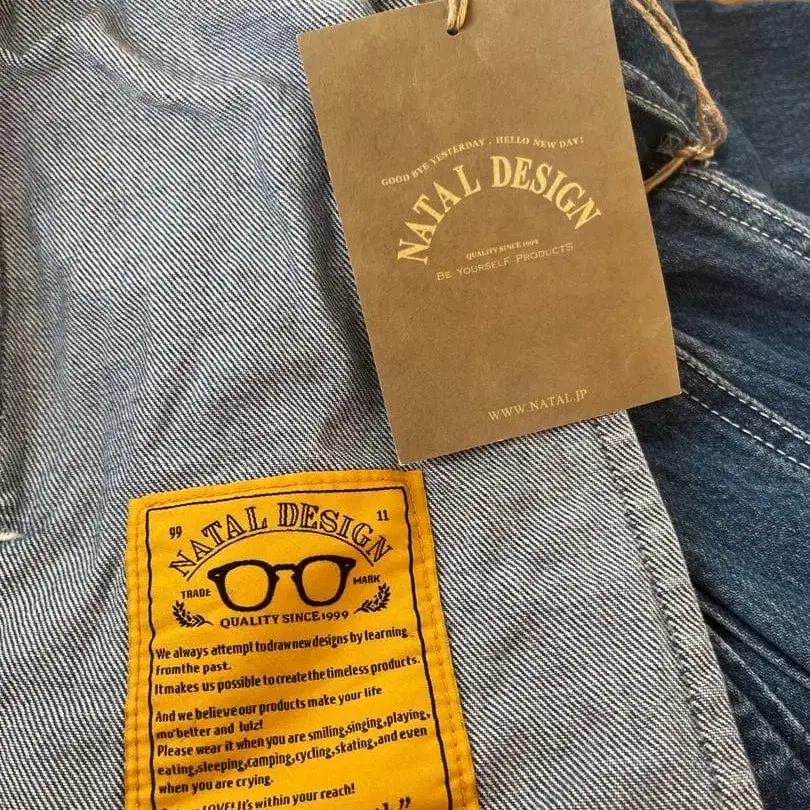 GOOD BYE YESTERDAY . HELLO NEW DAY!
NATAL DESIGN
QUALITY SINCE 1999
BE YOURSELF PRODUCTS
WWW.NATAL.JP
99 11
NATAL DESIGN
TRADE MARK
QUALITY SINCE 1999
We always attempt to draw new designs by learning
from the past.
It makes us possible to create the timeless products.
And we believe our products make your life
mo'better and lulz!
Please wear it when you are smiling,singing,playing,
eating,sleeping,camping,cycling,skating,and even
when you are crying.
LOVE! It's within your reach!